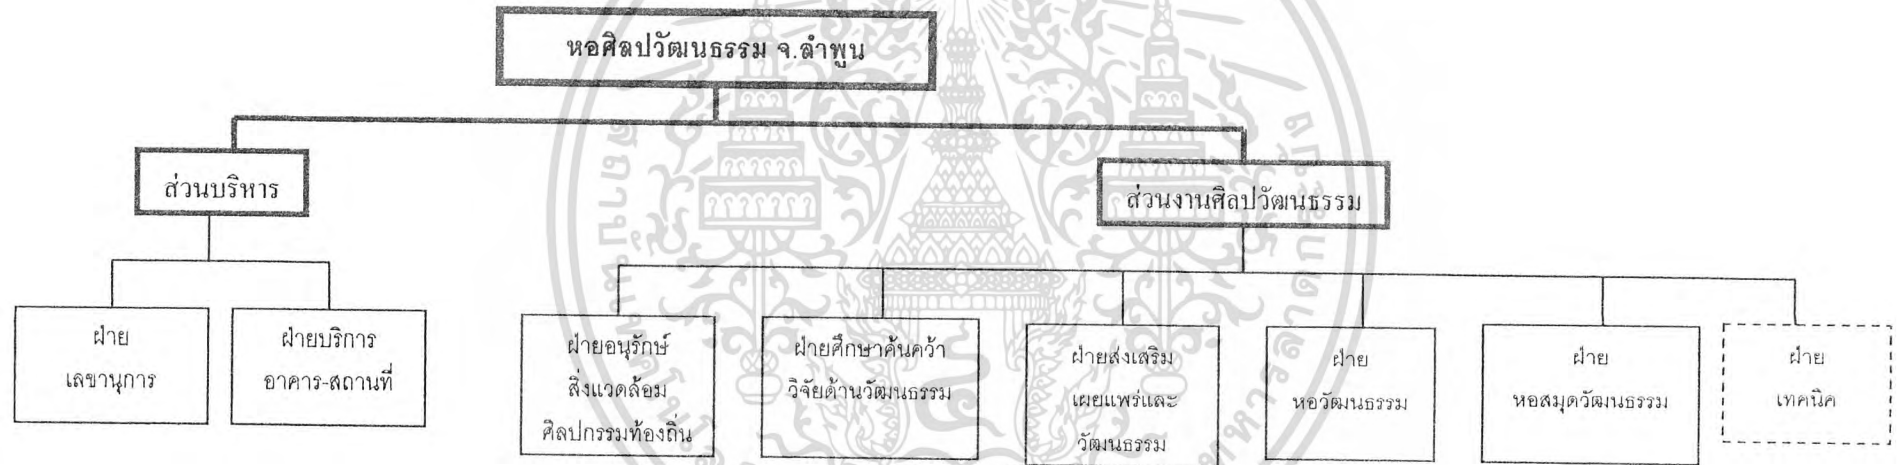 หอศิลปวัฒนธรรม จ.ลำพูน
ส่วนบริหาร
ส่วนงานศิลปวัฒนธรรม
ฝ่าย
เลขานุการ
ฝ่ายบริการ
อาคาร-สถานที่
ฝ่ายอนุรักษ์
สิ่งแวดล้อม
ศิลปกรรมท้องถิ่น
ฝ่ายศึกษาค้นคว้า
วิจัยด้านวัฒนธรรม
ฝ่ายส่งเสริม
เผยแพร่และ
วัฒนธรรม
ฝ่าย
หอวัฒนธรรม
ฝ่าย
หอสมุดวัฒนธรรม
ฝ่าย
เทคนิค